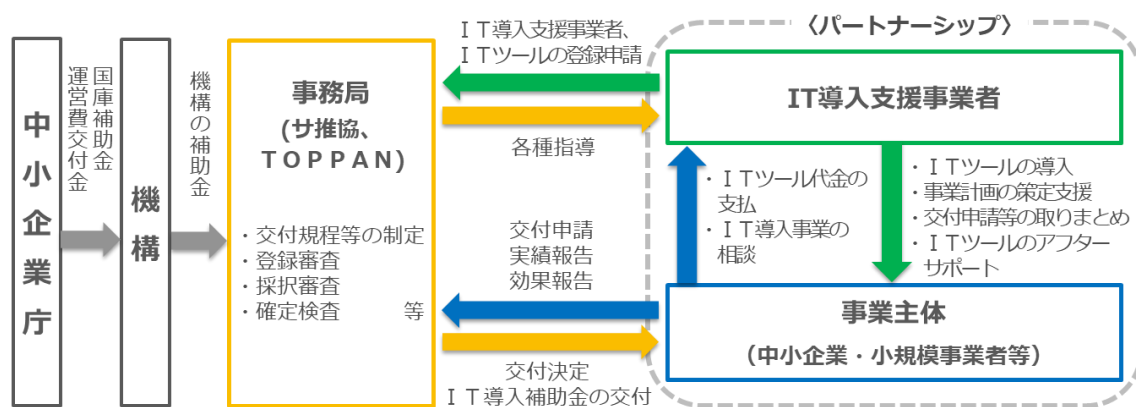 中小企業庁
国庫補助金
運営費交付金
機構
機構の補助金
事務局
(サ推協、
ＴＯＰＰＡＮ)
・交付規程等の制定
・登録審査
・採択審査
・確定検査　　　等
ＩＴ導入支援事業者、
ＩＴツールの登録申請
各種指導
交付申請
実績報告
効果報告
交付決定
ＩＴ導入補助金の交付
〈パートナーシップ〉
IT導入支援事業者
・ＩＴツール代金の
支払
・ＩＴ導入事業の
相談
・ＩＴツールの導入
・事業計画の策定支援
・交付申請等の取りまとめ
・ＩＴツールのアフター
サポート
事業主体
（中小企業・小規模事業者等）